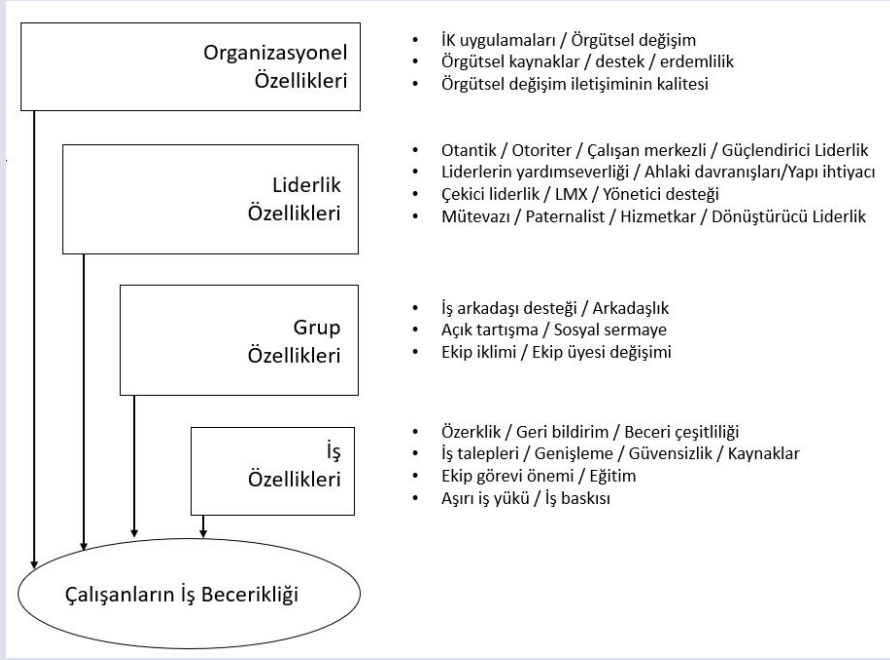 Organizasyonel
Özellikleri
• İK uygulamaları / Örgütsel değişim
• Örgütsel kaynaklar / destek / erdemlilik
• Örgütsel değişim iletişiminin kalitesi
Liderlik
Özellikleri
• Otantik / Otoriter / Çalışan merkezli / Güçlendirici Liderlik
• Liderlerin yardımseverliği / Ahlaki davranışları/Yapı ihtiyacı
• Çekici liderlik / LMX / Yönetici desteği
• Mütevazı / Paternalist / Hizmetkar / Dönüştürücü Liderlik
Grup
Özellikleri
• İş arkadaşı desteği / Arkadaşlık
• Açık tartışma / Sosyal sermaye
• Ekip iklimi / Ekip üyesi değişimi
İş
Özellikleri
• Özerklik / Geri bildirim / Beceri çeşitliliği
• İş talepleri / Genişleme / Güvensizlik / Kaynaklar
• Ekip görevi önemi / Eğitim
• Aşırı iş yükü / İş baskısı
Çalışanların İş Becerikliği